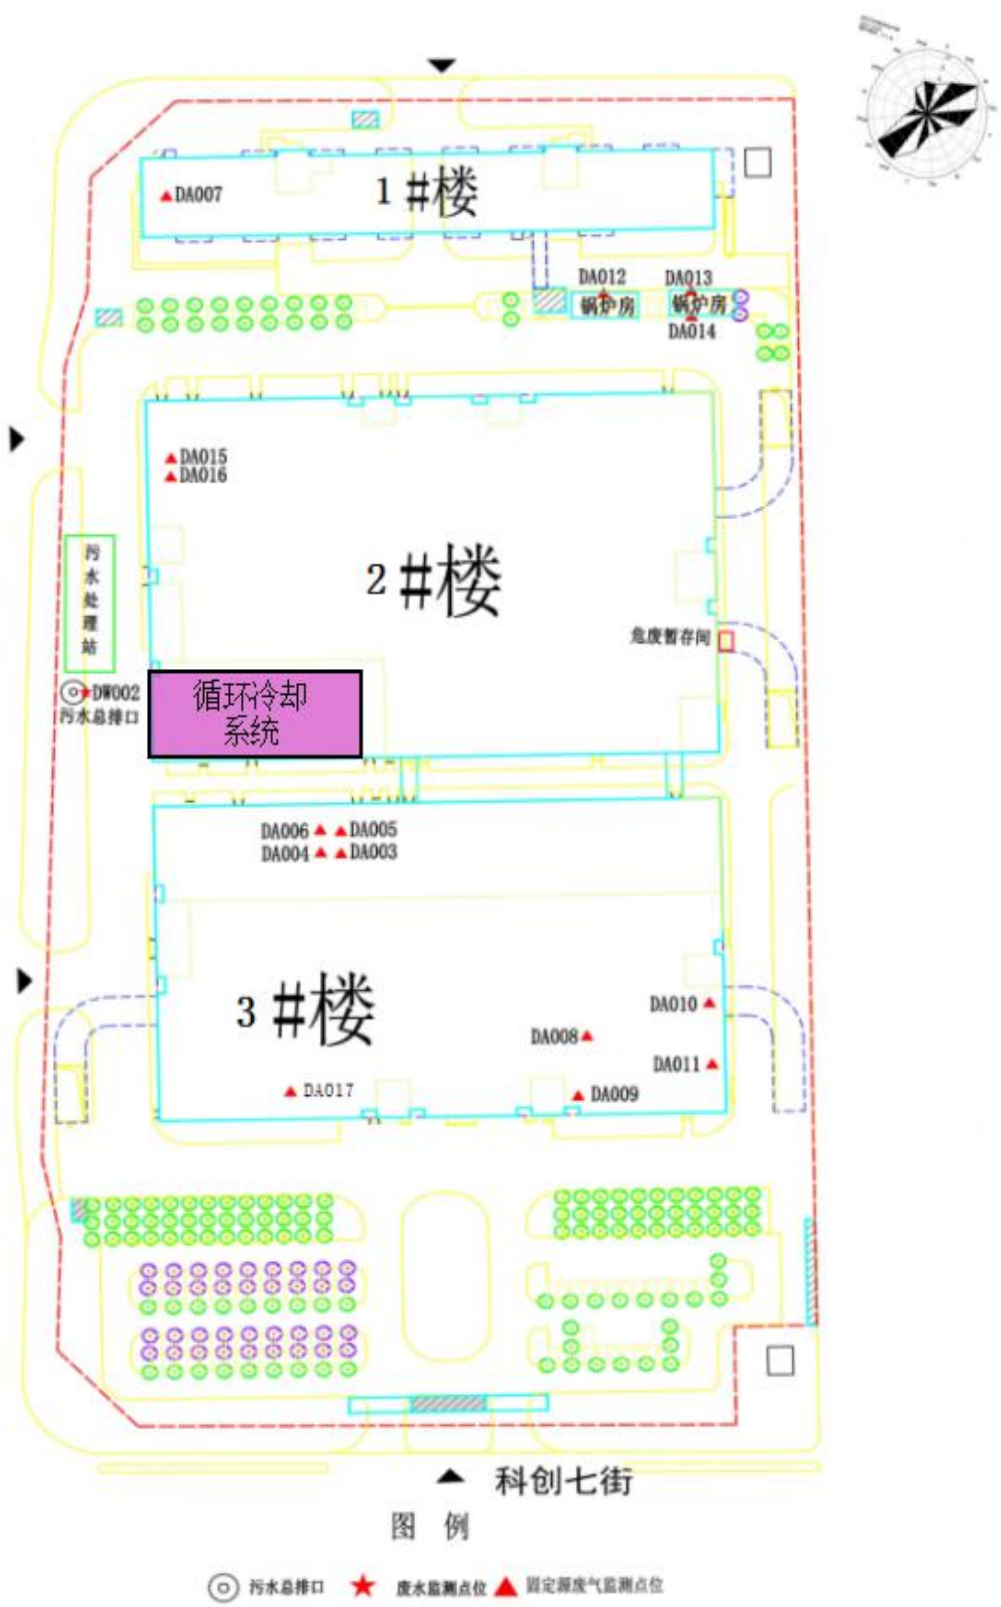 1#楼
DA007
DA012
DA013
锅炉房
锅炉房
DA014
DA015
DA016
2#楼
污水处理站
危废暂存间
DW002
污水总排口
循环冷却
系统
DA006
DA005
DA004
DA003
3#楼
DA010
DA008
DA011
DA017
DA009
科创七街
图 例
污水总排口
废水监测点位
固定源废气监测点位